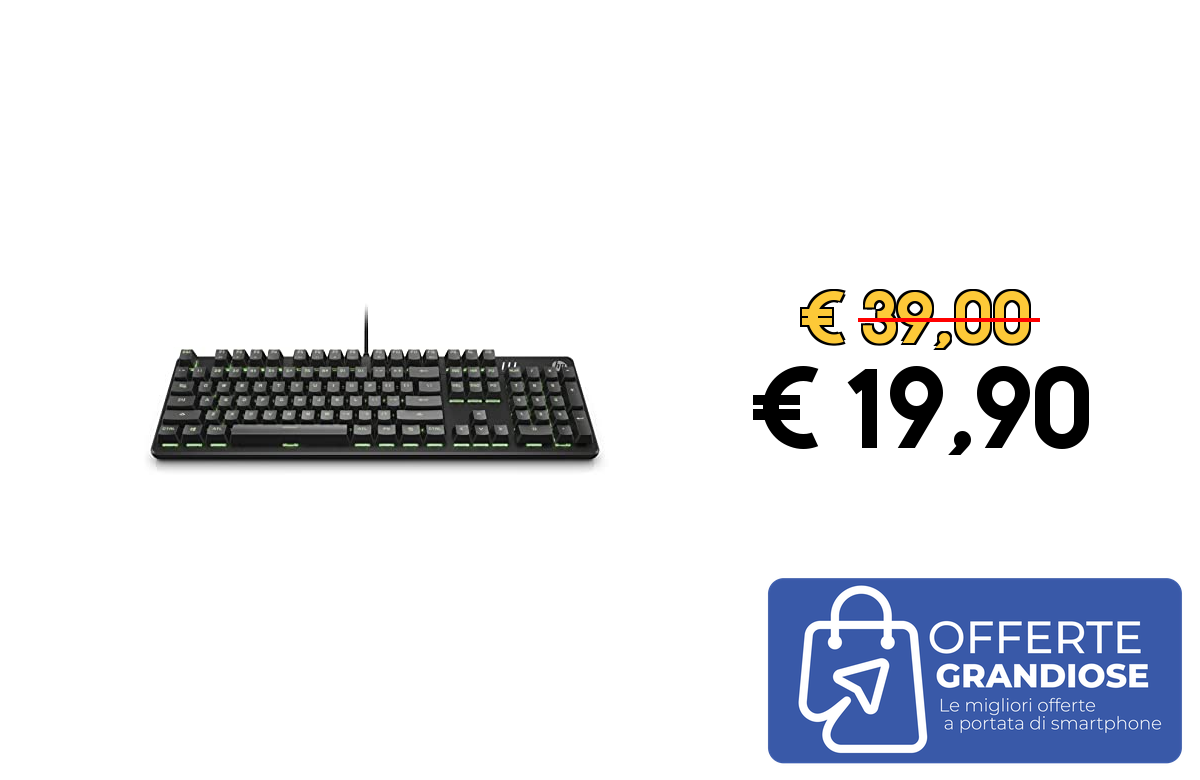 € 39,00
€ 19,90
OFFERTE
GRANDIOSE
Le migliori offerte
a portata di smartphone